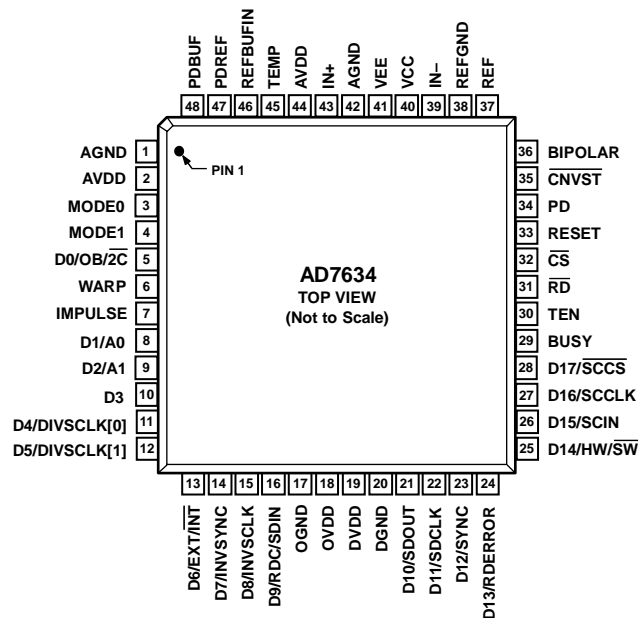 PDBUF
PDREF
REFBUFIN
TEMP
AVDD
IN+
AGND
VEE
VCC
IN–
REFGND
REF
48
47
46
45
44
43
42
41
40
39
38
37
AGND 1
AVDD 2
MODE0 3
MODE1 4
D0/OB/2C̅ 5
WARP 6
IMPULSE 7
D1/A0 8
D2/A1 9
D3 10
D4/DIVSCLK[0] 11
D5/DIVSCLK[1] 12
PIN 1
AD7634
TOP VIEW
(Not to Scale)
36 BIPOLAR
35 C̅N̅V̅S̅T̅
34 PD
33 RESET
32 C̅S̅
31 R̅D̅
30 TEN
29 BUSY
28 D17/S̅C̅C̅S̅
27 D16/SCCLK
26 D15/SCIN
25 D14/HW/S̅W̅
13
14
15
16
17
18
19
20
21
22
23
24
D6/EXT/I̅N̅T̅
D7/INVSYNC
D8/INVSCLK
D9/RDC/SDIN
OGND
OVDD
DVDD
DGND
D10/SDOUT
D11/SDCLK
D12/SYNC
D13/RDERROR